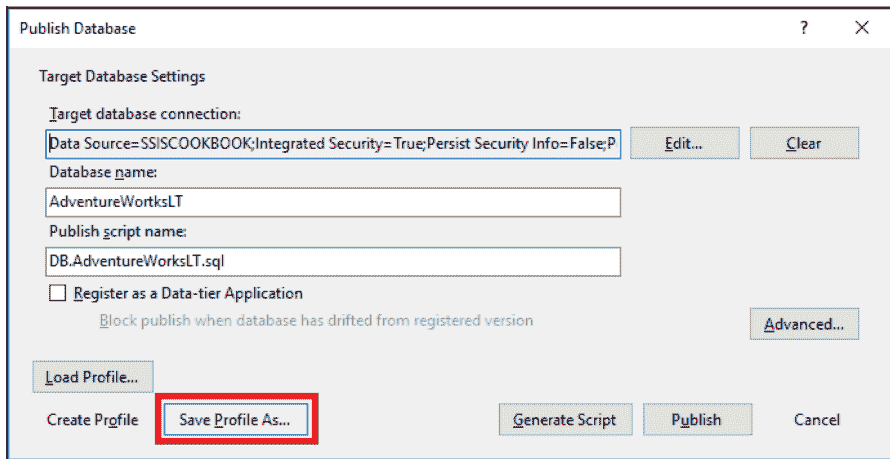 Publish Database ?
Target Database Settings
Target database connection:
Data Source=SSISCOOKBOOK;Integrated Security=True;Persist Security Info=False;P Edit... Clear
Database name:
AdventureWortksLT
Publish script name:
DB.AdventureWorksLT.sql
Register as a Data-tier Application
Block publish when database has drifted from registered version
Advanced...
Load Profile...
Create Profile Save Profile As... Generate Script Publish Cancel